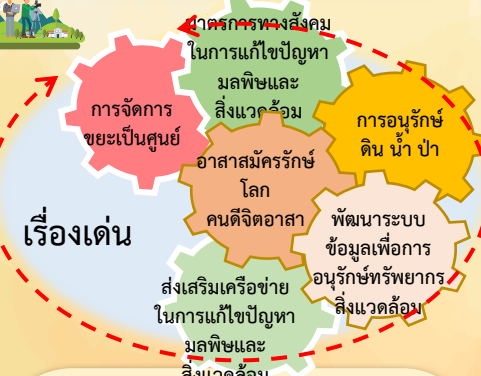 มาตรการทางสังคม
ในการแก้ไขปัญหา
มลพิษและ
สิ่งแวดล้อม
การจัดการ
ขยะเป็นศูนย์
การอนุรักษ์
ดิน น้ำ ป่า
อาสาสมัครรักษ์
โลก
คนดีจิตอาสา
เรื่องเด่น
พัฒนาระบบ
ข้อมูลเพื่อการ
อนุรักษ์ทรัพยากร
สิ่งแวดล้อม
ส่งเสริมเครือข่าย
ในการแก้ไขปัญหา
มลพิษและ
สิ่งแวดล้อม